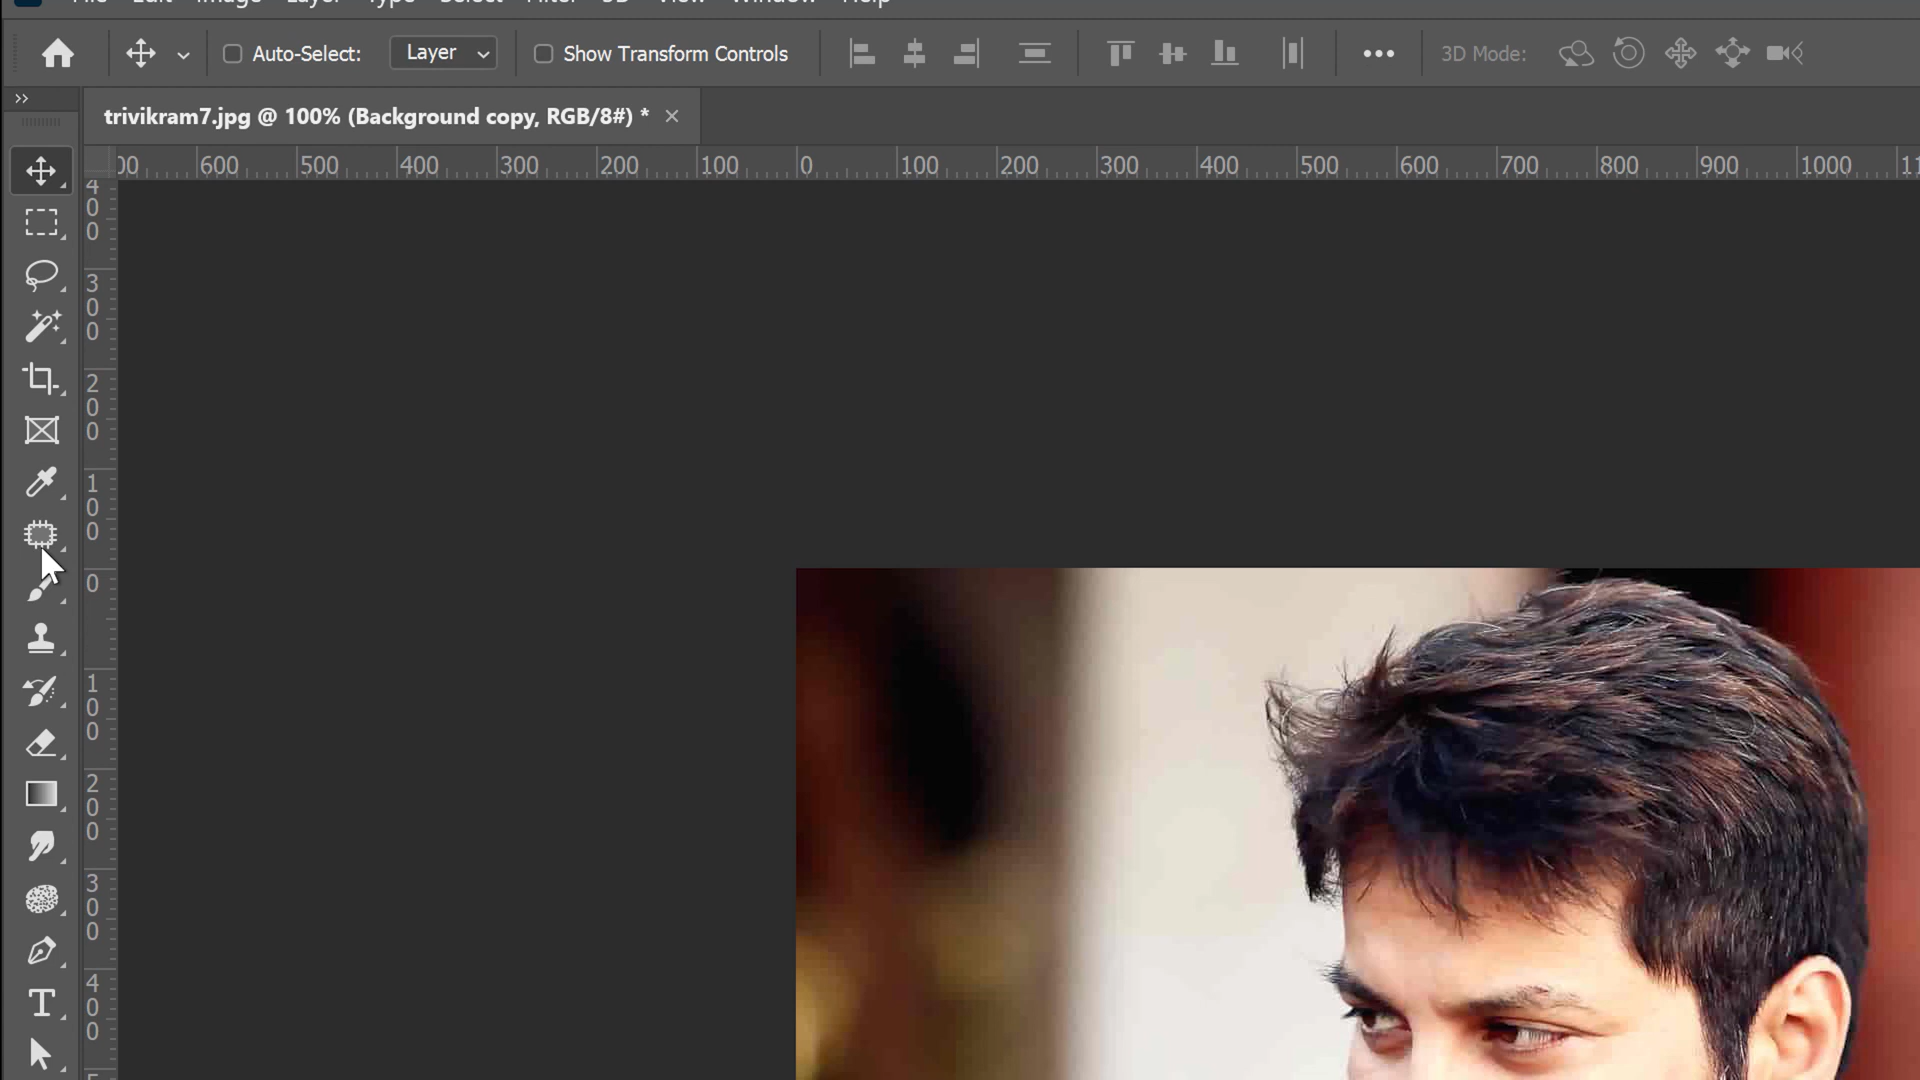 File Edit Image Layer Type Select Filter 3D View Window Help
Auto-Select: Layer Show Transform Controls 3D Mode:
trivikram7.jpg @ 100% (Background copy, RGB/8#) * ×
600 500 400 300 200 100 0 100 200 300 400 500 600 700 800 900 1000
400
300
200
100
0
100
200
300
400